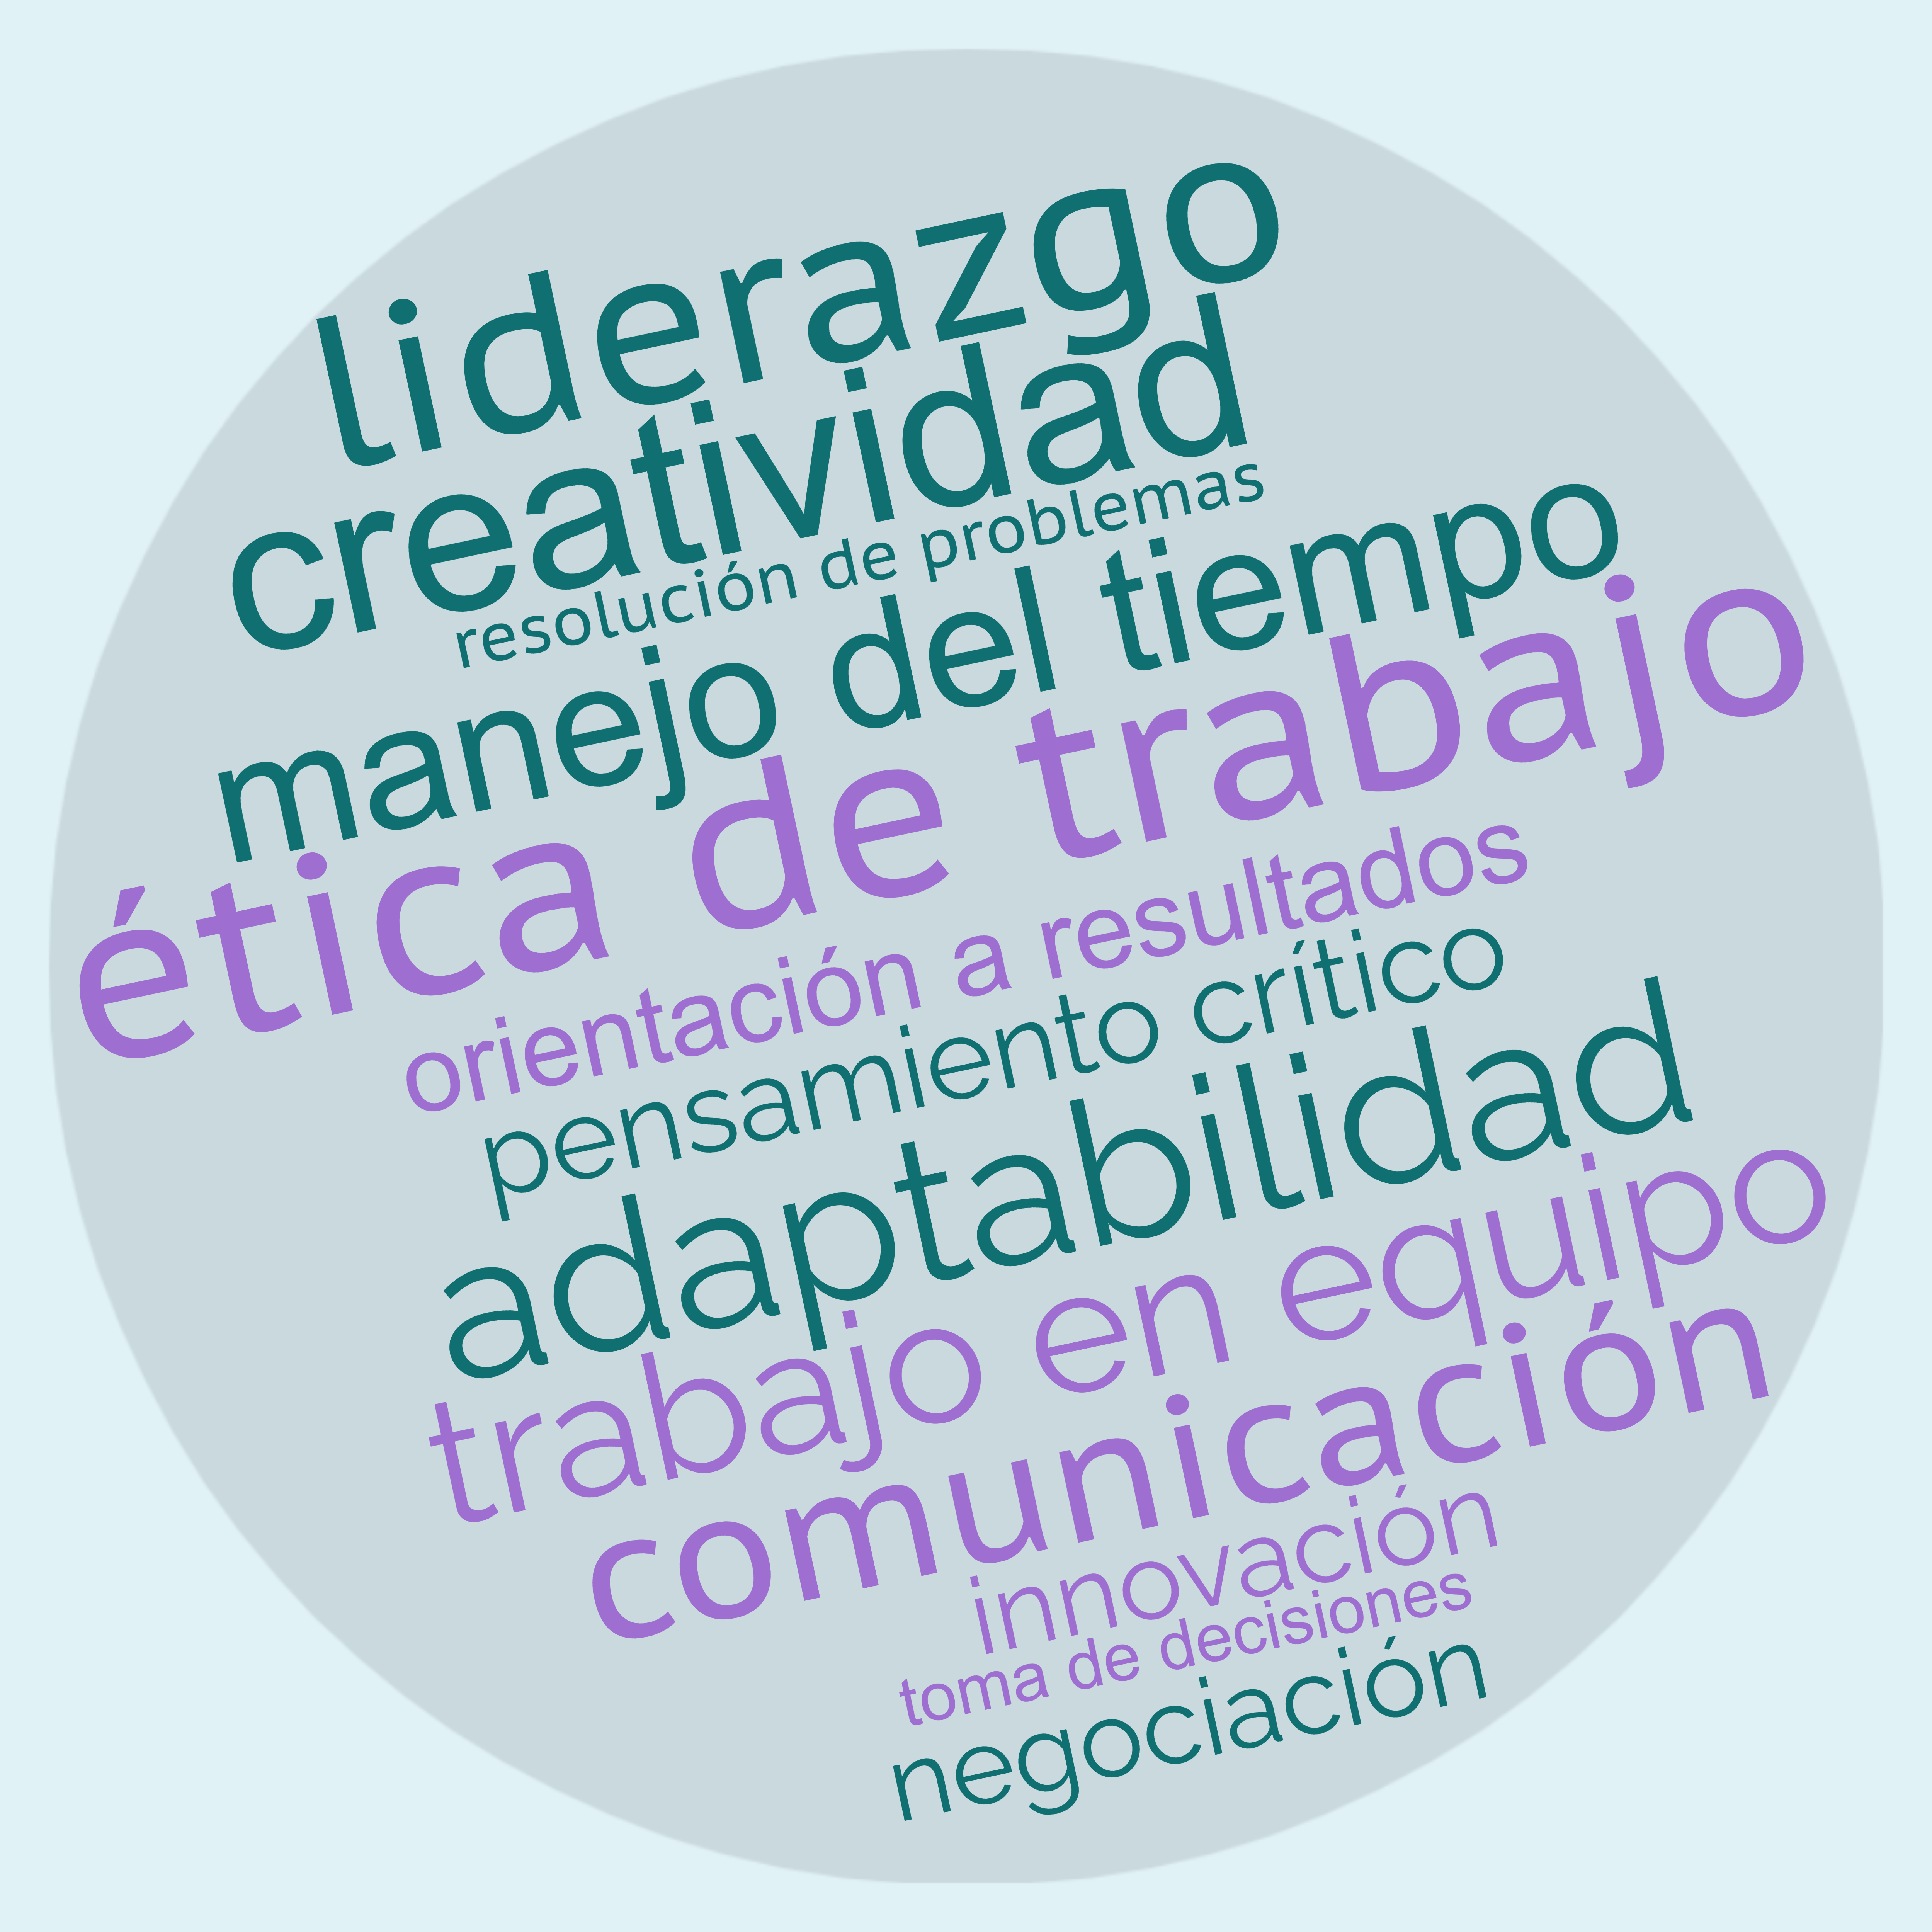 liderazgo
creatividad
resolución de problemas
manejo del tiempo
ética de trabajo
orientación a resultados
pensamiento crítico
adaptabilidad
trabajo en equipo
comunicación
innovación
toma de decisiones
negociación